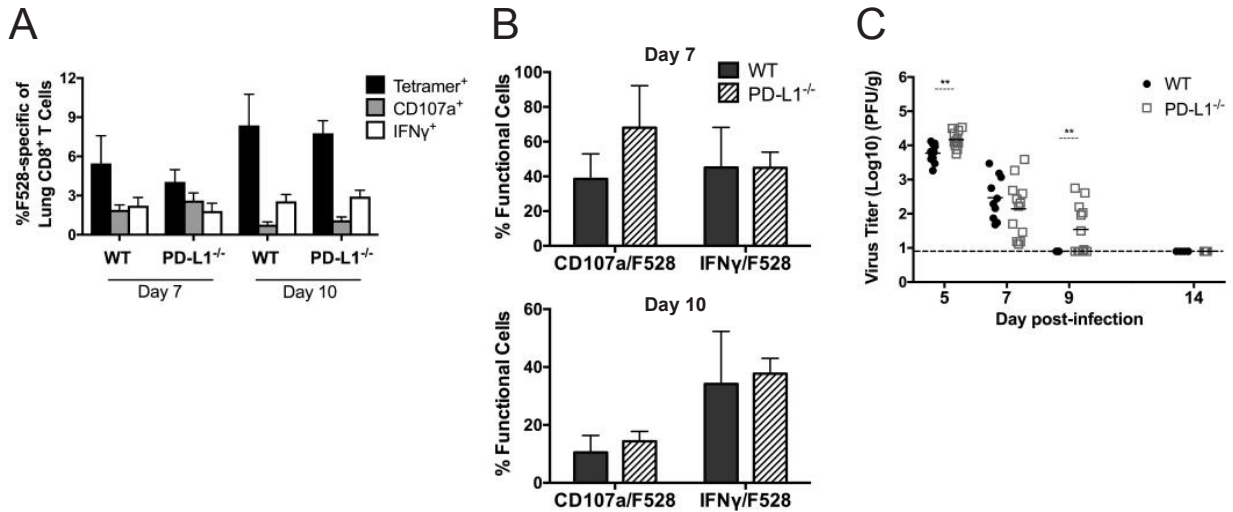 A
%F528-specific of
Lung CD8+ T Cells
12
9
6
3
0
Tetramer+
CD107a+
IFNγ+
WT
PD-L1-/-
WT
PD-L1-/-
Day 7
Day 10
B
Day 7
% Functional Cells
100
80
60
40
20
0
WT
PD-L1-/-
CD107a/F528
IFNγ/F528
Day 10
% Functional Cells
60
40
20
0
CD107a/F528
IFNγ/F528
C
Virus Titer (Log10) (PFU/g)
6
5
4
3
2
1
0
**
**
WT
PD-L1-/-
5
7
9
14
Day post-infection